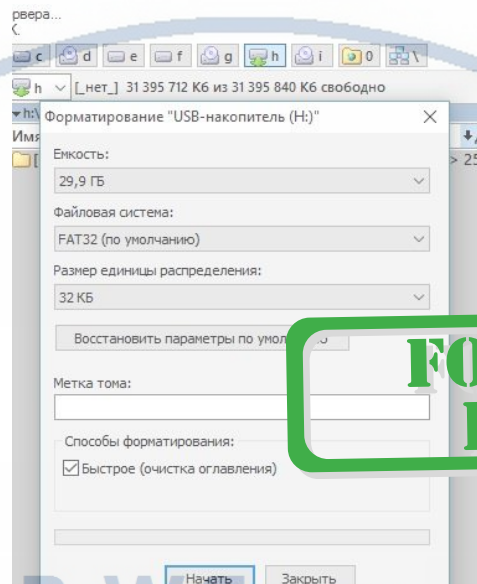 рвера...
К.
c d e f g h i 0 \
h [_нет_] 31 395 712 Кб из 31 395 840 Кб свободно
h:\
Имя
Форматирование "USB-накопитель (H:)"
Емкость:
29,9 ГБ
Файловая система:
FAT32 (по умолчанию)
Размер единицы распределения:
32 КБ
Восстановить параметры по умол
Метка тома:
Способы форматирования:
Быстрое (очистка оглавления)
Начать Закрыть